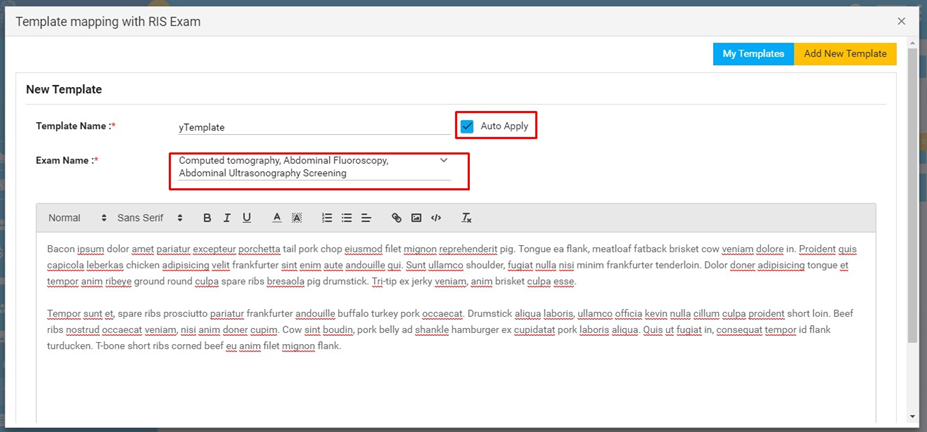 Template mapping with RIS Exam
My Templates Add New Template
New Template
Template Name :* yTemplate Auto Apply
Exam Name :* Computed tomography, Abdominal Fluoroscopy,
Abdominal Ultrasonography Screening
Normal Sans Serif B I U A A
Bacon ipsum dolor amet pariatur excepteur porchetta tail pork chop eiusmod filet mignon reprehenderit pig. Tongue ea flank, meatloaf fatback brisket cow veniam dolore in. Proident quis
capicola leberkas chicken adipisicing velit frankfurter sint enim aute andouille qui. Sunt ullamco shoulder, fugiat nulla nisi minim frankfurter tenderloin. Dolor doner adipisicing tongue et
tempor anim ribeye ground round culpa spare ribs bresaola pig drumstick. Tri-tip ex jerky veniam, anim brisket culpa esse.
Tempor sunt et, spare ribs prosciutto pariatur frankfurter andouille buffalo turkey pork occaecat. Drumstick aliqua laboris, ullamco officia kevin nulla cillum culpa proident short loin. Beef
ribs nostrud occaecat veniam, nisi anim doner cupim. Cow sint boudin, pork belly ad shankle hamburger ex cupidatat pork laboris aliqua. Quis ut fugiat in, consequat tempor id flank
turducken. T-bone short ribs corned beef eu anim filet mignon flank.